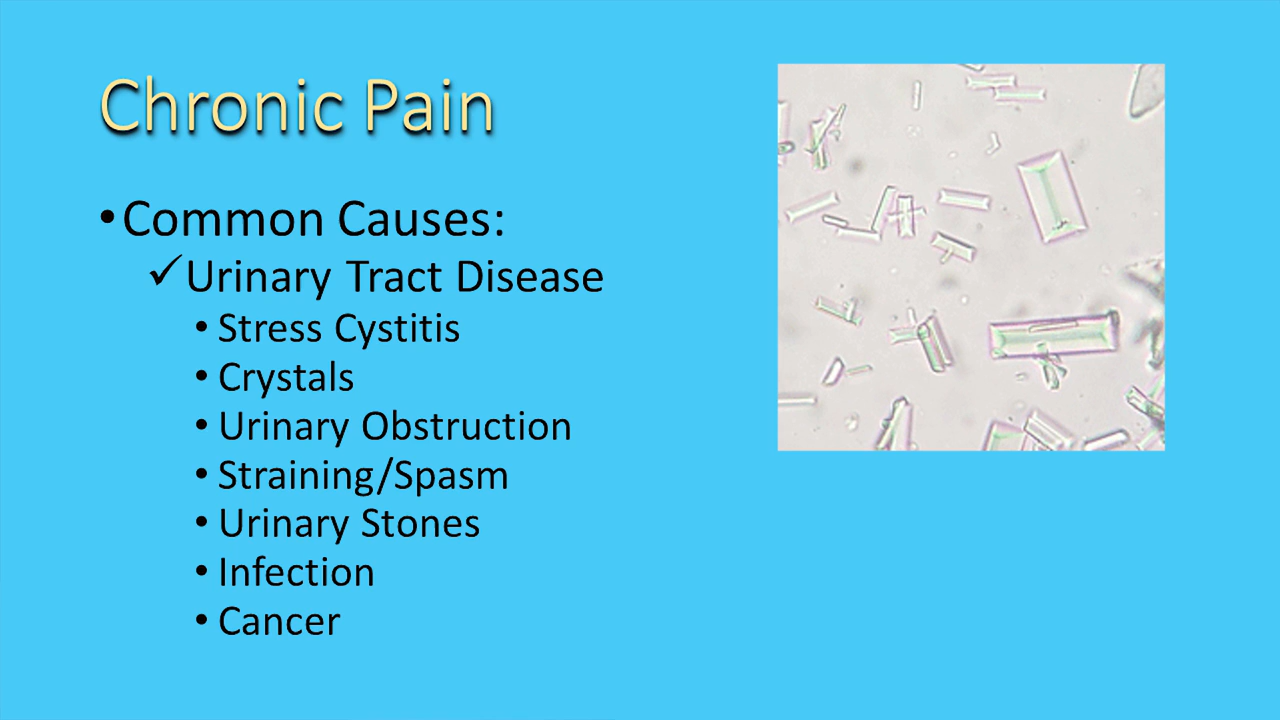 Chronic Pain
•Common Causes:
✓Urinary Tract Disease
• Stress Cystitis
• Crystals
• Urinary Obstruction
• Straining/Spasm
• Urinary Stones
• Infection
• Cancer